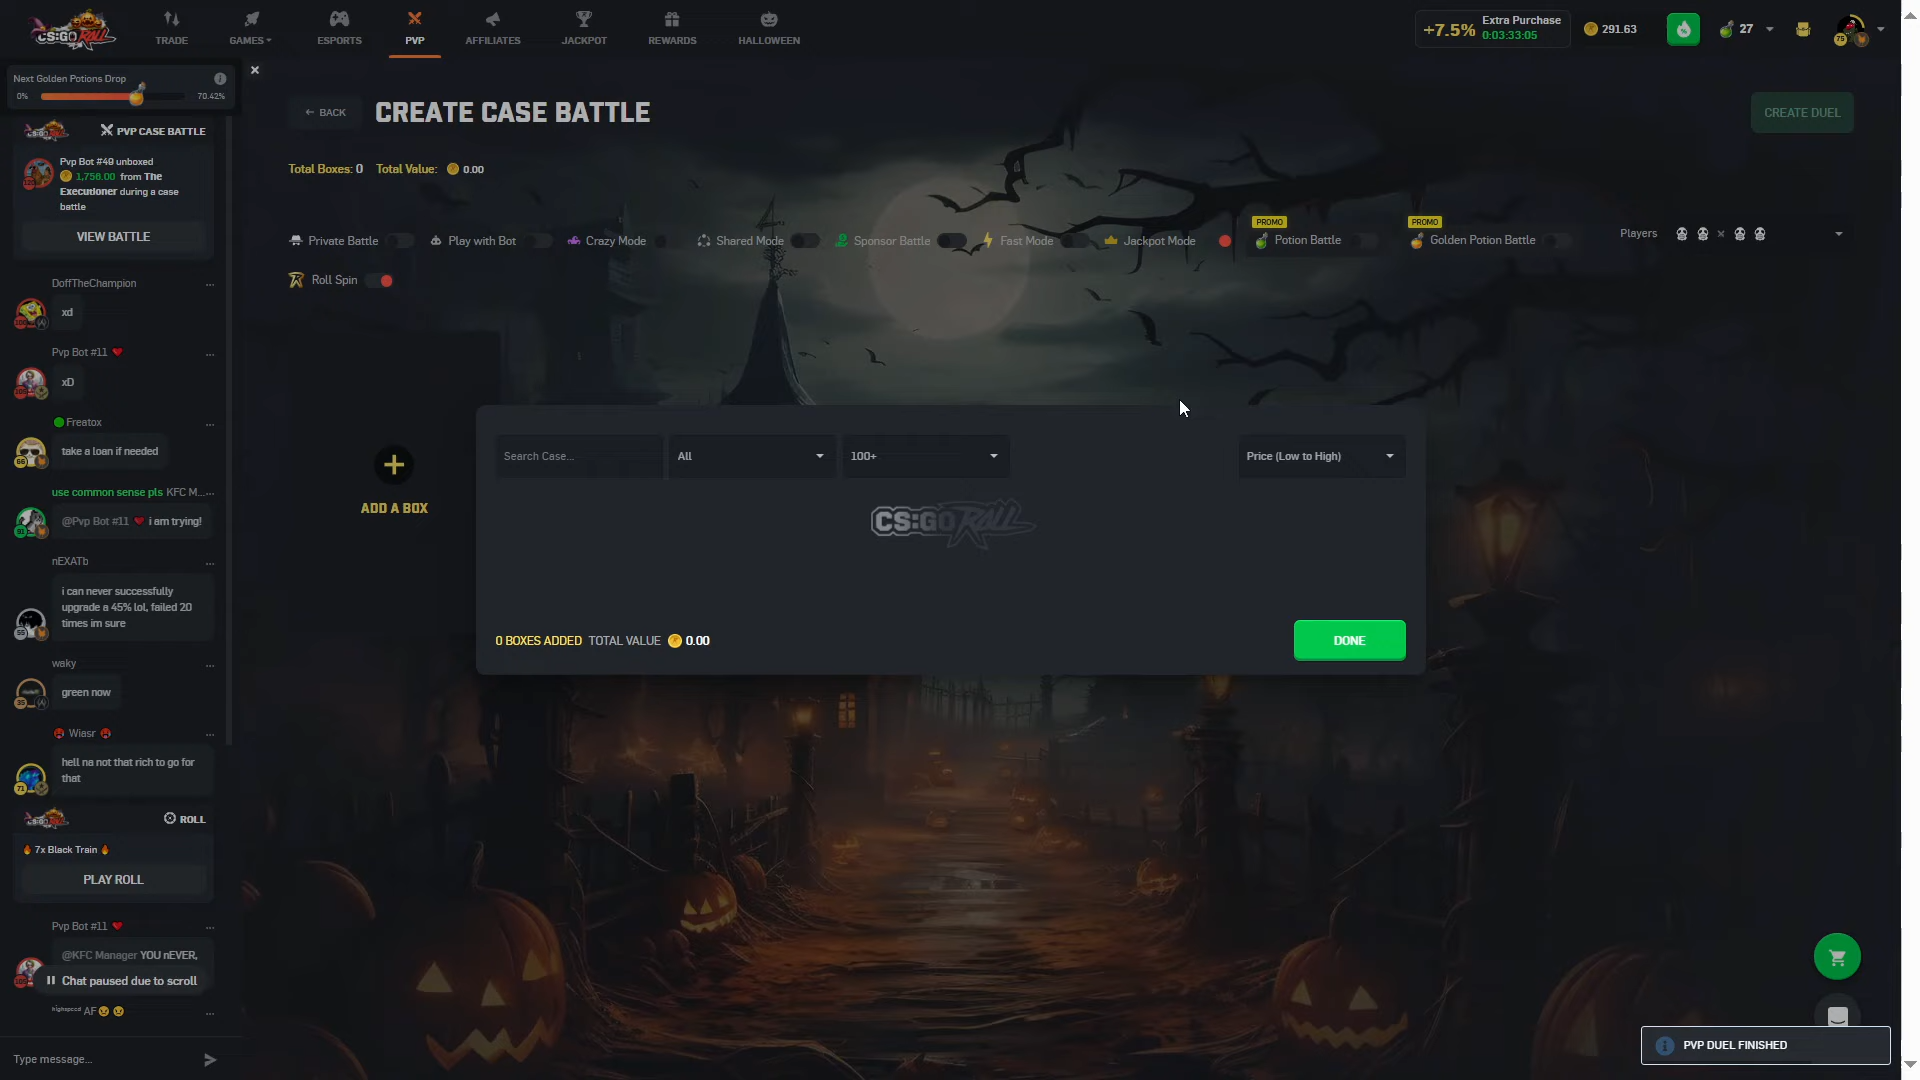 CS:GO ROLL
TRADE
GAMES
ESPORTS
PVP
AFFILIATES
JACKPOT
REWARDS
HALLOWEEN
+7.5%
Extra Purchase
0:03:33:05
291.63
27
75
Next Golden Potions Drop
0%
70.42%
PVP CASE BATTLE
Pvp Bot #49 unboxed
1,756.00 from The
Executioner during a case
battle
VIEW BATTLE
DoffTheChampion
xd
Pvp Bot #11
xD
Freatox
take a loan if needed
66
use common sense pls KFC M...
@Pvp Bot #11 i am trying!
nEXATb
i can never successfully
upgrade a 45% lol, failed 20
times im sure
55
waky
green now
Wiasr
hell na not that rich to go for
that
71
ROLL
7x Black Train
PLAY ROLL
Pvp Bot #11
@KFC Manager YOU nEVER,
Chat paused due to scroll
highspccd AF
Type message...
BACK
CREATE CASE BATTLE
CREATE DUEL
Total Boxes: 0 Total Value: 0.00
Private Battle
Play with Bot
Crazy Mode
Shared Mode
Sponsor Battle
Fast Mode
Jackpot Mode
PROMO
Potion Battle
PROMO
Golden Potion Battle
Players
Roll Spin
ADD A BOX
Search Case...
All
100+
Price (Low to High)
CS:GO ROLL
0 BOXES ADDED TOTAL VALUE 0.00
DONE
PVP DUEL FINISHED